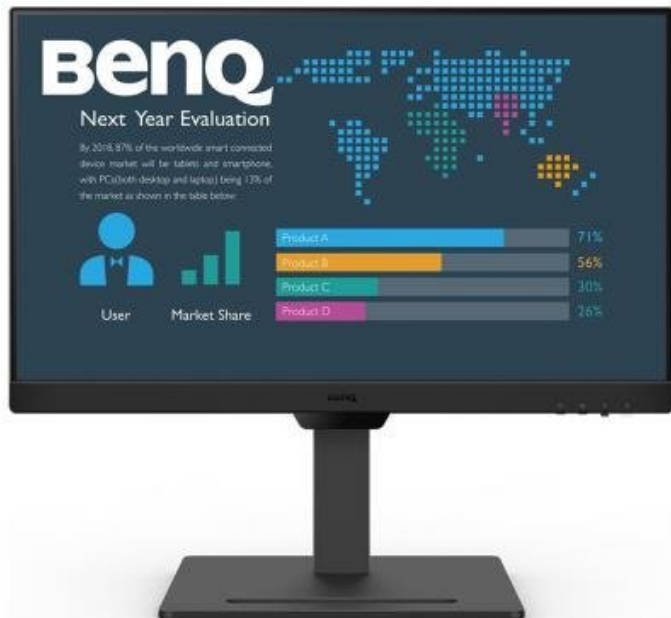 BenQ
Next Year Evaluation
By 2018, 87% of the worldwide smart connected
device market will be tablets and smartphone,
with PCs(both desktop and laptop) being 13% of
the market as shown in the table below:
User
Market Share
Product A 71%
Product B 56%
Product C 30%
Product D 26%
BenQ